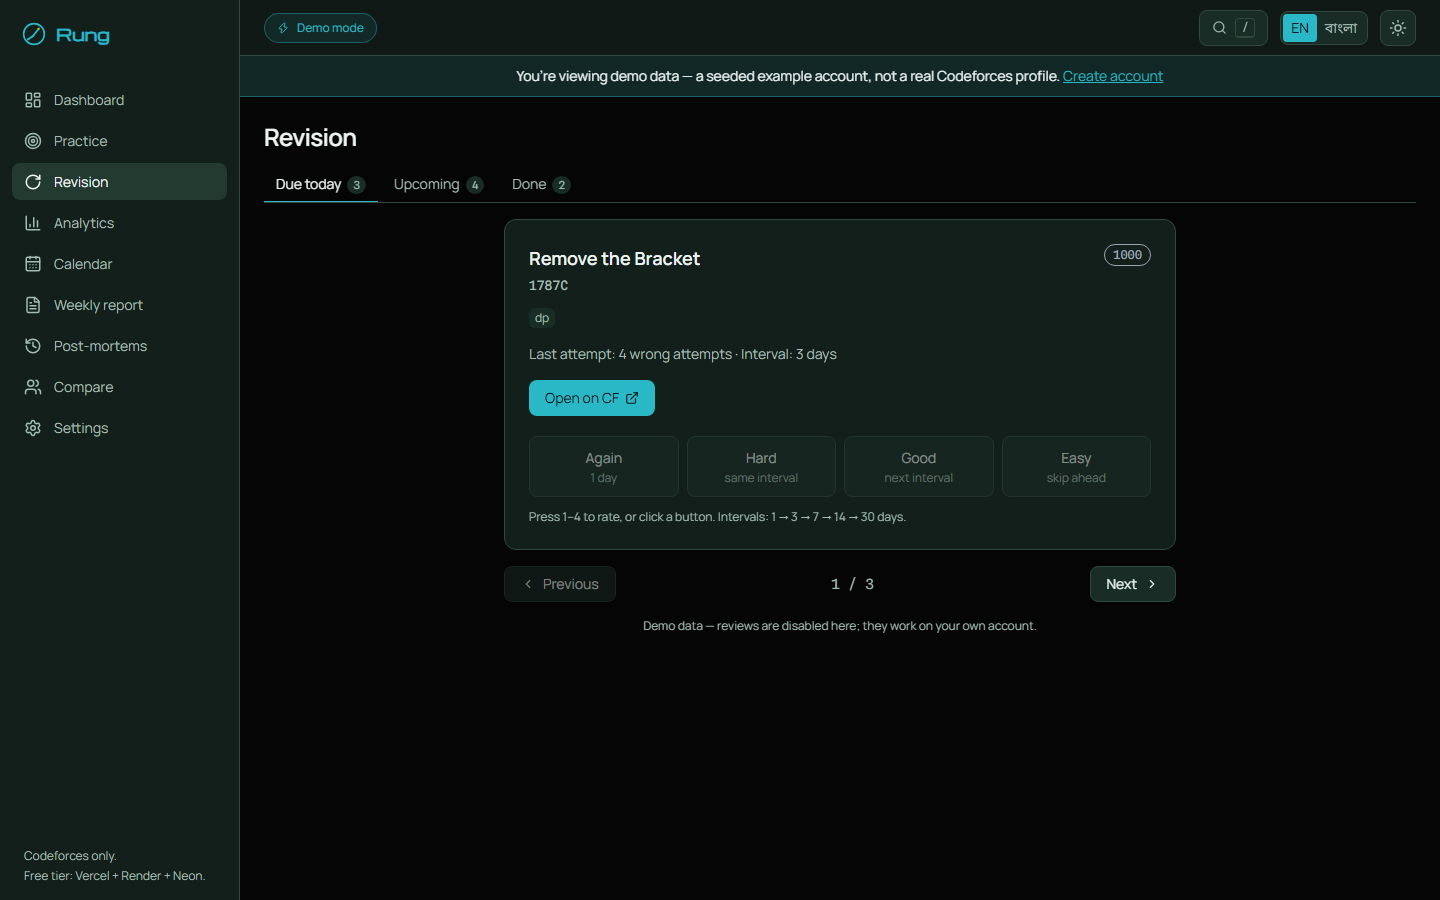 Rung
Demo mode
/
EN
বাংলা
You're viewing demo data — a seeded example account, not a real Codeforces profile. Create account
Dashboard
Practice
Revision
Analytics
Calendar
Weekly report
Post-mortems
Compare
Settings
Codeforces only.
Free tier: Vercel + Render + Neon.
Revision
Due today 3
Upcoming 4
Done 2
Remove the Bracket
1000
1787C
dp
Last attempt: 4 wrong attempts · Interval: 3 days
Open on CF
Again
1 day
Hard
same interval
Good
next interval
Easy
skip ahead
Press 1–4 to rate, or click a button. Intervals: 1 → 3 → 7 → 14 → 30 days.
Previous
1 / 3
Next
Demo data — reviews are disabled here; they work on your own account.